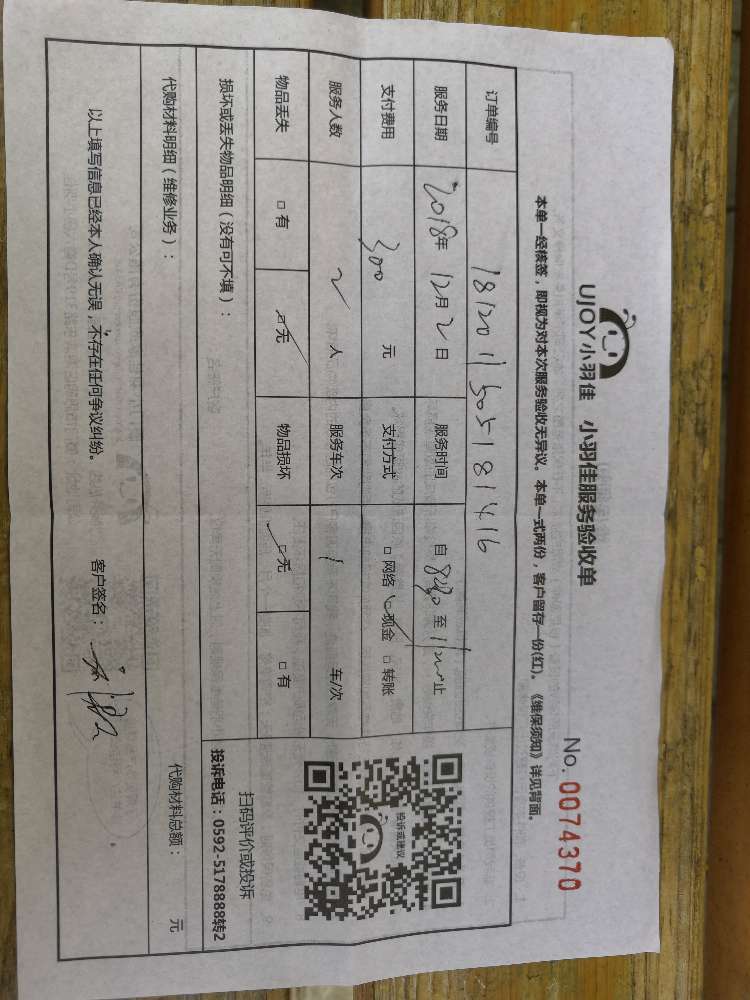 UJOY小羽佳 小羽佳服务验收单
No. 0074370
本单一经核签，即视为对本次服务验收无异议。本单一式两份，客户留存一份(红)。《维保须知》详见背面。
订单编号 1812011505181416
服务日期 2018年 12月 2日 服务时间 自 8:30 至 止
支付费用 300 元 支付方式 □ 网络 ☑ 现金 □ 转账
服务人数 2 人 服务车次 1 车/次
物品丢失 □ 有 ☑ 无 物品损坏 ☑ 无 □ 有
投诉或建议
扫码评价或投诉
投诉电话：0592-5178888转2
损坏或丢失物品明细（没有可不填）：
代购材料明细（维修业务）： 代购材料总额： 元
以上填写信息已经本人确认无误，不存在任何争议纠纷。 客户签名：